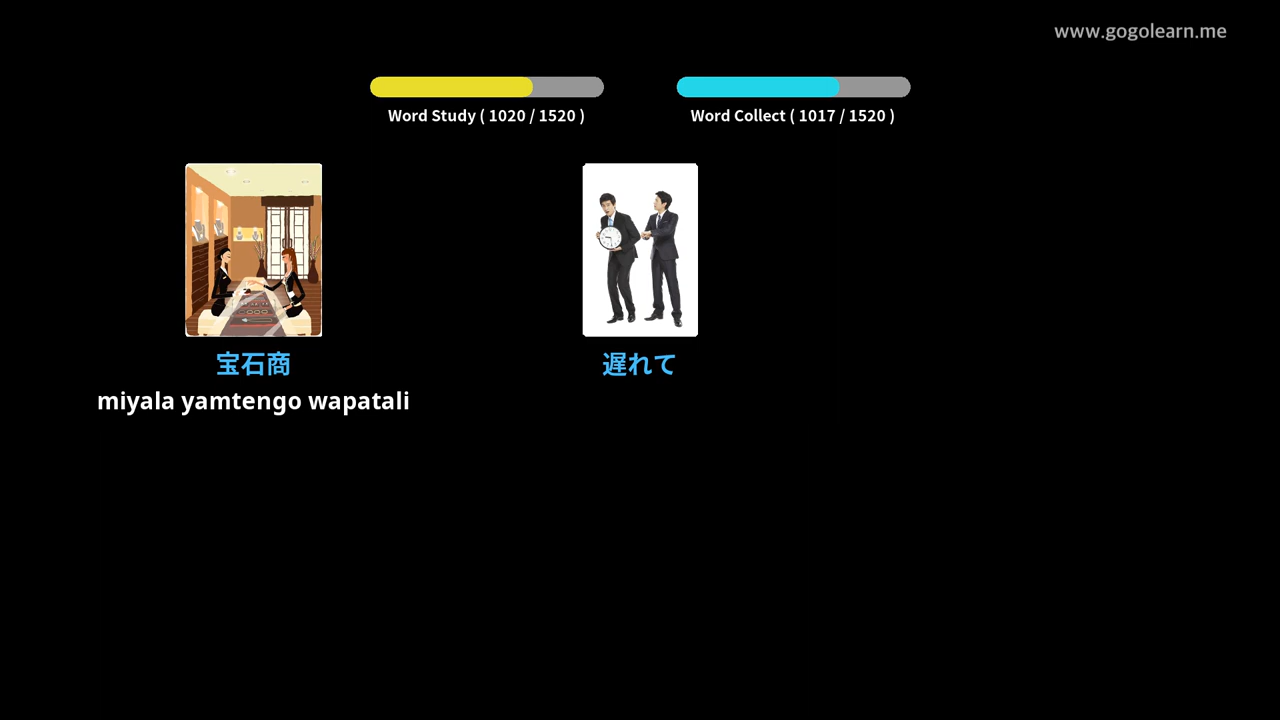 www.gogolearn.me
Word Study ( 1020 / 1520 )
Word Collect ( 1017 / 1520 )
宝石商
遅れて
miyala yamtengo wapatali